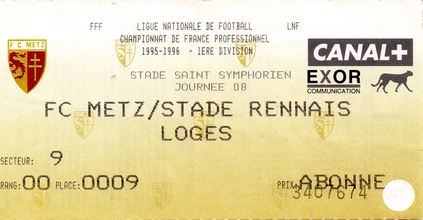 FFF LIGUE NATIONALE DE FOOTBALL LNF
CHAMPIONNAT DE FRANCE PROFESSIONNEL
1995-1996 - 1ERE DIVISION
F C METZ
CANAL+
STADE SAINT SYMPHORIEN
JOURNEE 08
EXOR
COMMUNICATION
FC METZ/STADE RENNAIS
LOGES
SECTEUR: 9
RANG: 00 PLACE: 0009 PRIX: ABONNE
3407674